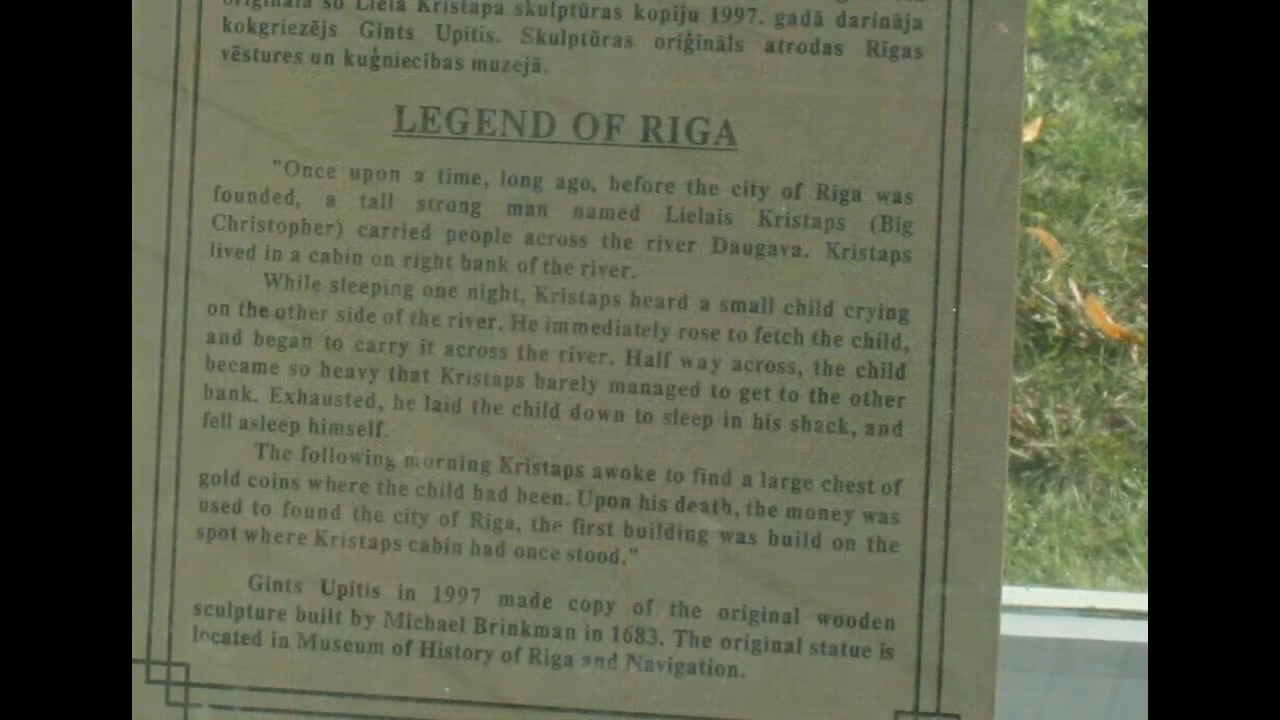 oriģināla šo Lielā Kristapa skulptūras kopiju 1997. gadā darināja
kokgriezējs Gints Upitis. Skulptūras oriģināls atrodas Rīgas
vēstures un kuģniecības muzejā.
LEGEND OF RIGA
"Once upon a time, long ago, before the city of Riga was
founded, a tall strong man named Lielais Kristaps (Big
Christopher) carried people across the river Daugava. Kristaps
lived in a cabin on right bank of the river.
While sleeping one night, Kristaps heard a small child crying
on the other side of the river. He immediately rose to fetch the child,
and began to carry it across the river. Half way across, the child
became so heavy that Kristaps barely managed to get to the other
bank. Exhausted, he laid the child down to sleep in his shack, and
fell asleep himself.
The following morning Kristaps awoke to find a large chest of
gold coins where the child had been. Upon his death, the money was
used to found the city of Riga, the first building was build on the
spot where Kristaps cabin had once stood."
Gints Upitis in 1997 made copy of the original wooden
sculpture built by Michael Brinkman in 1683. The original statue is
located in Museum of History of Riga and Navigation.